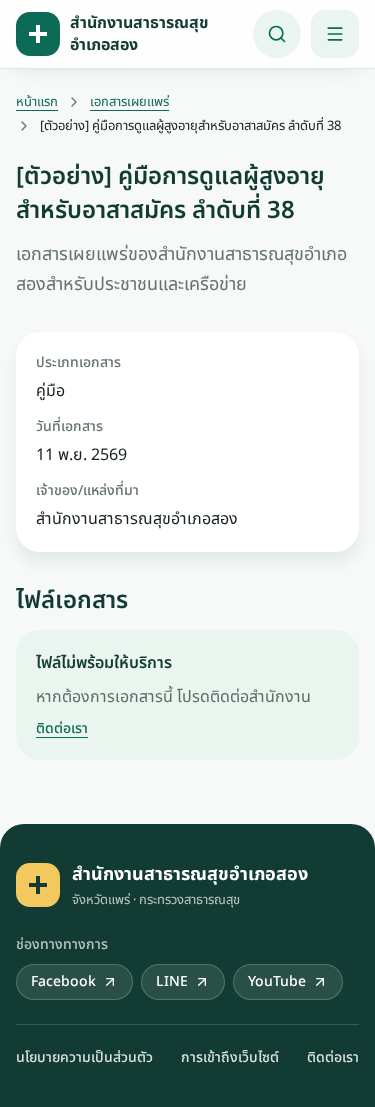 สำนักงานสาธารณสุข
อำเภอสอง
หน้าแรก
เอกสารเผยแพร่
[ตัวอย่าง] คู่มือการดูแลผู้สูงอายุสำหรับอาสาสมัคร ลำดับที่ 38
[ตัวอย่าง] คู่มือการดูแลผู้สูงอายุ
สำหรับอาสาสมัคร ลำดับที่ 38
เอกสารเผยแพร่ของสำนักงานสาธารณสุขอำเภอ
สองสำหรับประชาชนและเครือข่าย
ประเภทเอกสาร
คู่มือ
วันที่เอกสาร
11 พ.ย. 2569
เจ้าของ/แหล่งที่มา
สำนักงานสาธารณสุขอำเภอสอง
ไฟล์เอกสาร
ไฟล์ไม่พร้อมให้บริการ
หากต้องการเอกสารนี้ โปรดติดต่อสำนักงาน
ติดต่อเรา
สำนักงานสาธารณสุขอำเภอสอง
จังหวัดแพร่ · กระทรวงสาธารณสุข
ช่องทางทางการ
Facebook
LINE
YouTube
นโยบายความเป็นส่วนตัว
การเข้าถึงเว็บไซต์
ติดต่อเรา